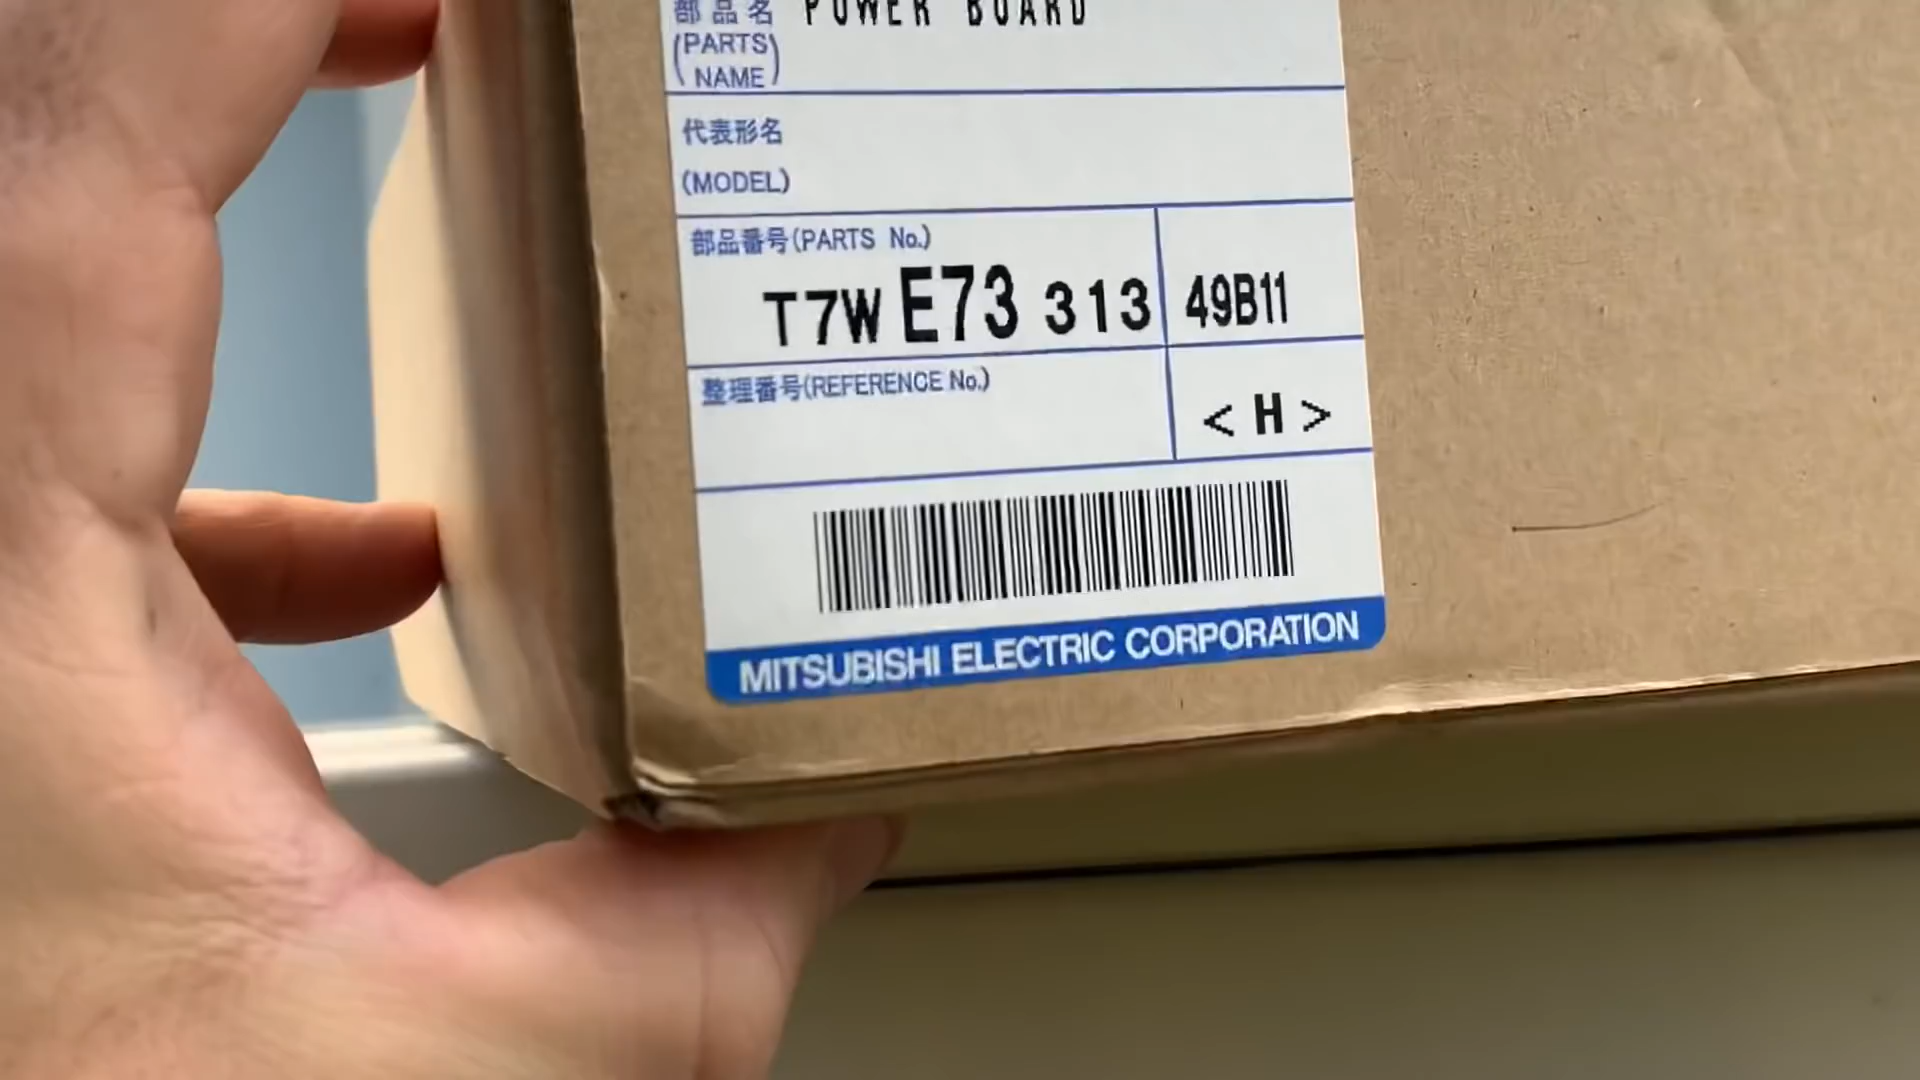 部品名 POWER BOARD
(PARTS NAME)
代表形名
(MODEL)
部品番号(PARTS No.)
T7W E73 313 49B11
整理番号(REFERENCE No.)
< H >
MITSUBISHI ELECTRIC CORPORATION